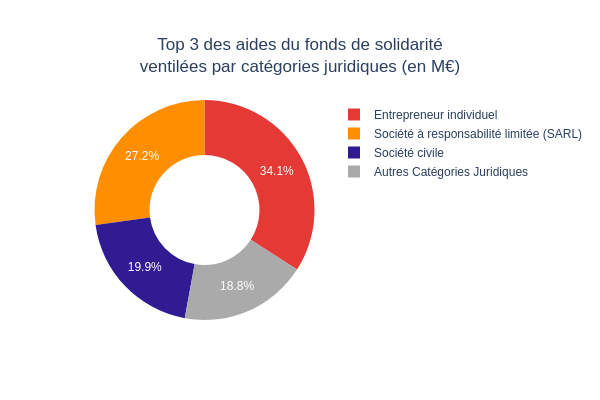 Top 3 des aides du fonds de solidarité
ventilées par catégories juridiques (en M€)
Entrepreneur individuel
Société à responsabilité limitée (SARL)
Société civile
Autres Catégories Juridiques
27.2%
34.1%
19.9%
18.8%